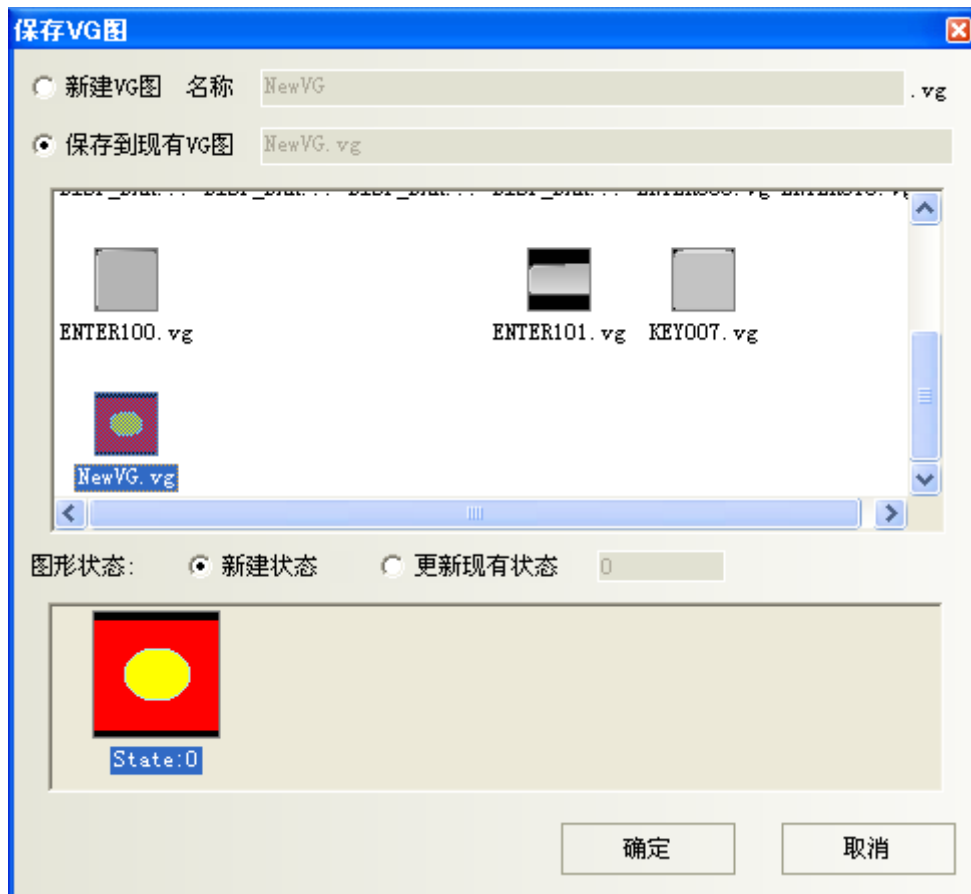 保存VG图
新建VG图 名称 NewVG .vg
保存到现有VG图 NewVG.vg
ENTER100.vg ENTER101.vg KEY007.vg
NewVG.vg
图形状态: 新建状态 更新现有状态 0
State:0
确定 取消